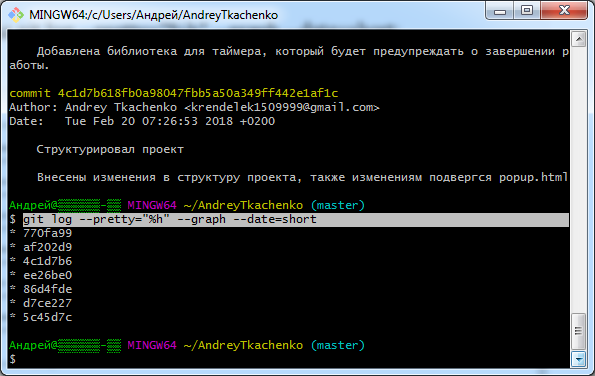 MINGW64:/c/Users/Андрей/AndreyTkachenko
Добавлена библиотека для таймера, который будет предупреждать о завершении р
аботы.
commit 4c1d7b618fb0a98047fbb5a50a349ff442e1af1c
Author: Andrey Tkachenko <krendelek1509999@gmail.com>
Date:   Tue Feb 20 07:26:53 2018 +0200
Структурировал проект
Внесены изменения в структуру проекта, также изменениям подвергся popup.html
Андрей@▒▒▒▒▒▒-▒▒ MINGW64 ~/AndreyTkachenko (master)
$ git log --pretty="%h" --graph --date=short
* 770fa99
* af202d9
* 4c1d7b6
* ee26be0
* 86d4fde
* d7ce227
* 5c45d7c
Андрей@▒▒▒▒▒▒-▒▒ MINGW64 ~/AndreyTkachenko (master)
$